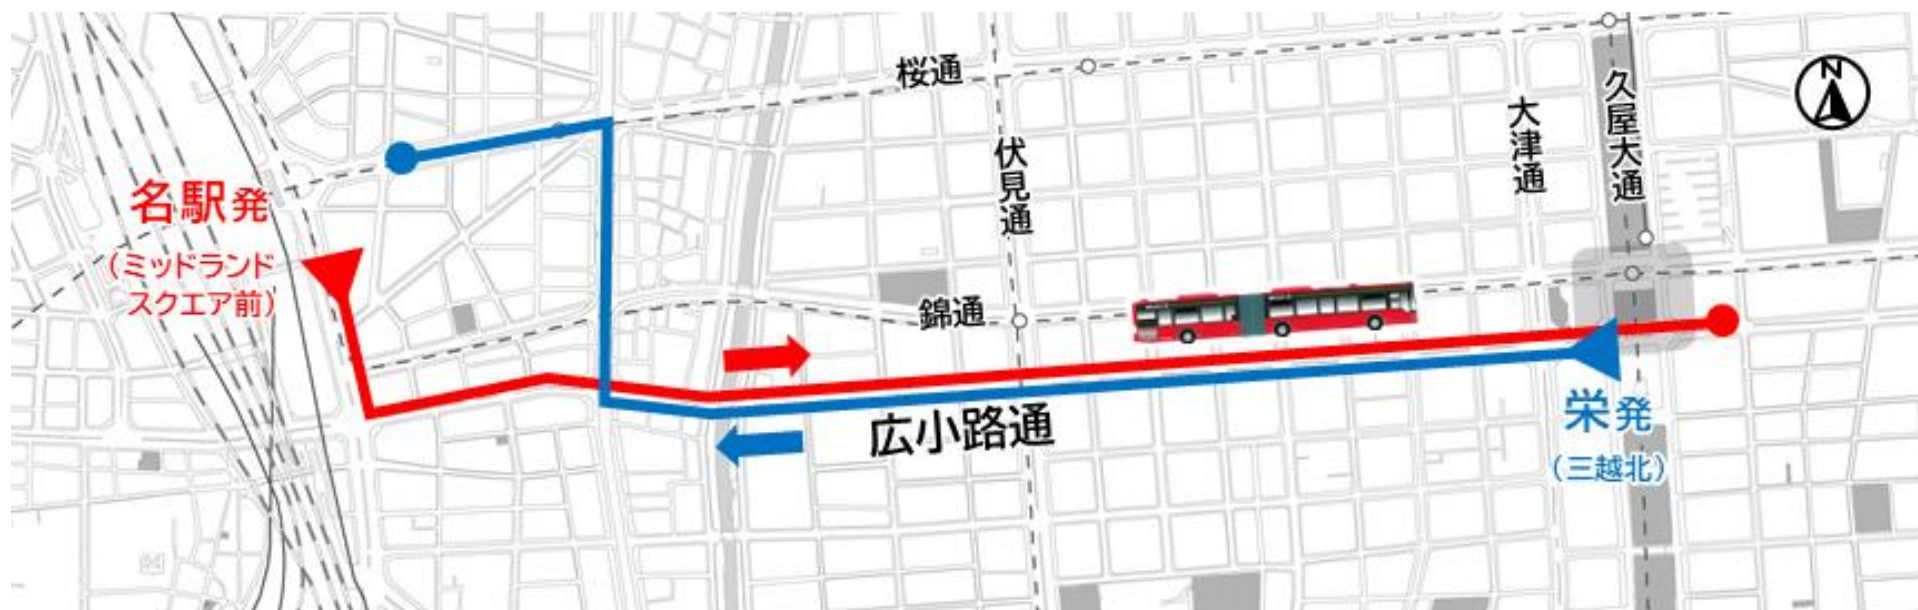 桜通
伏見通
大津通
久屋大通
N
名駅発
(ミッドランド
スクエア前)
錦通
広小路通
栄発
(三越北)